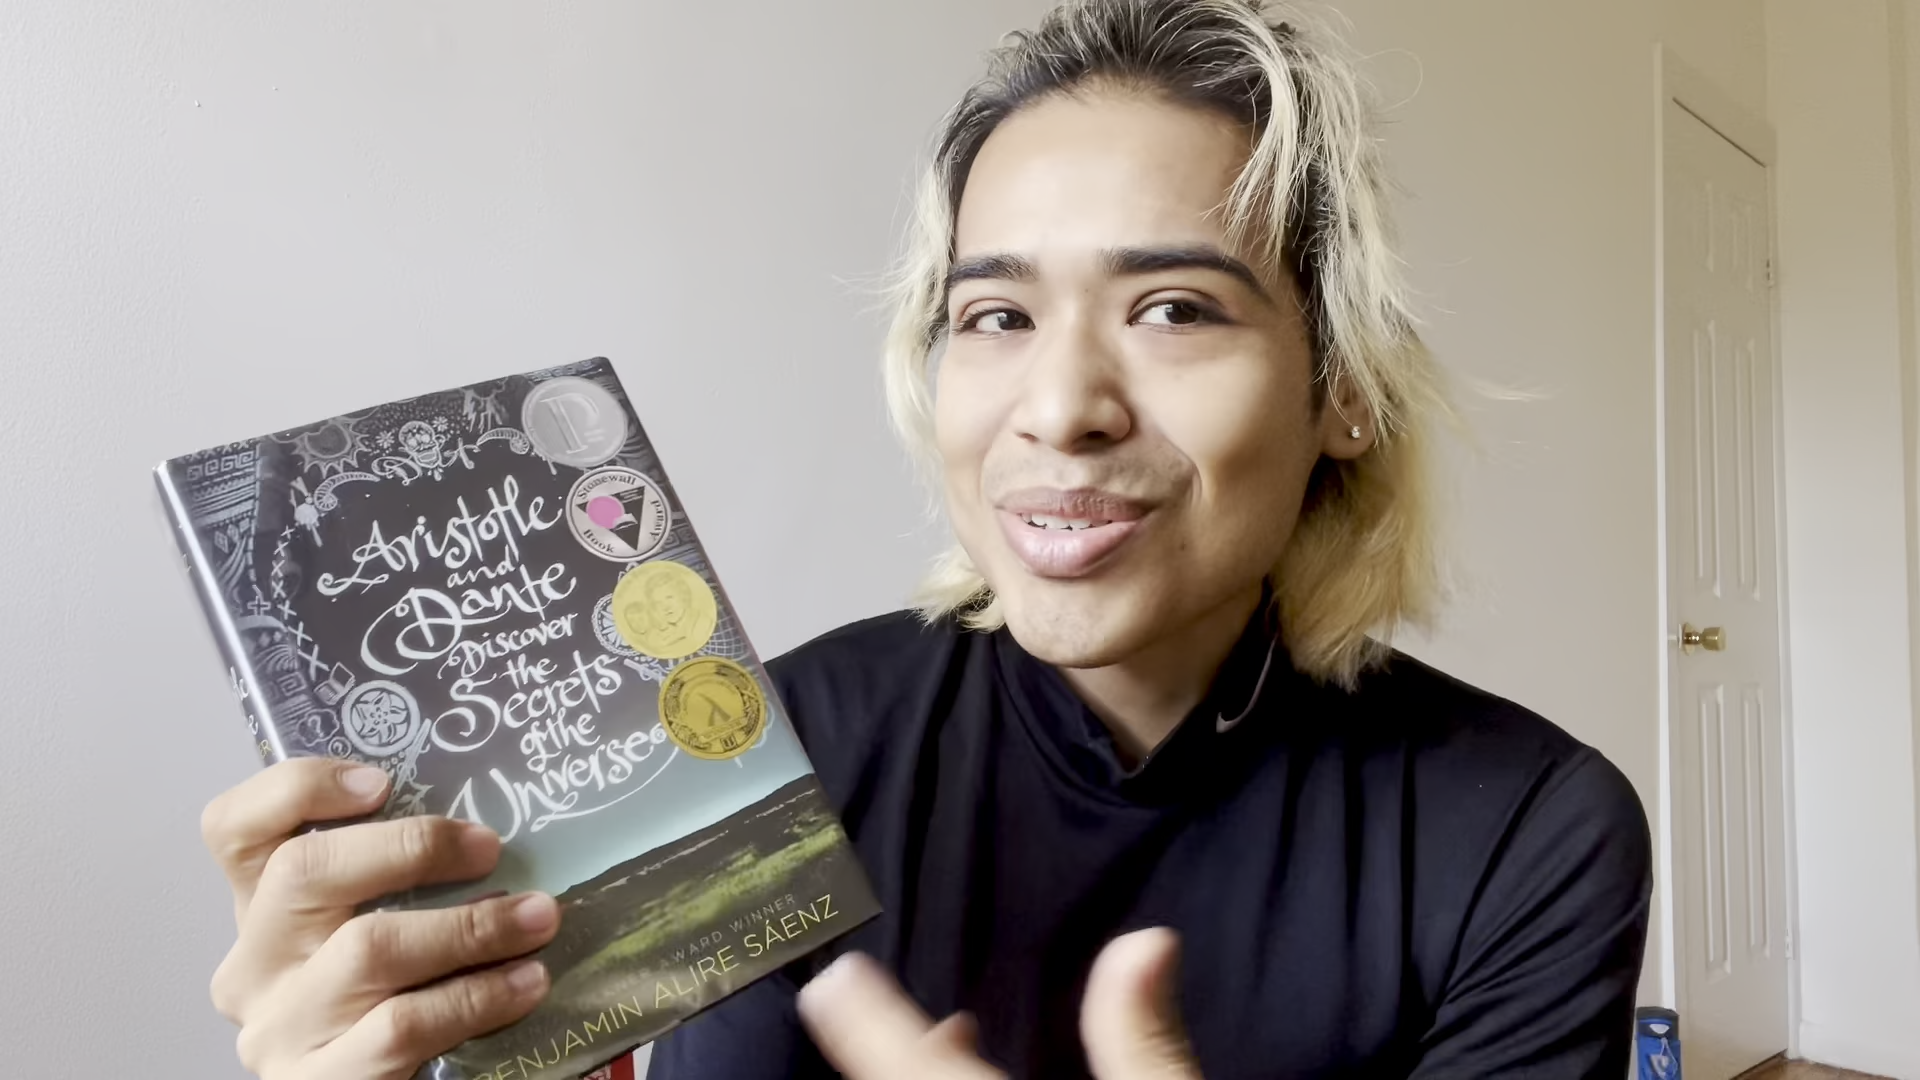 Stonewall
Book Award
Aristotle
and
Dante
Discover
the
Secrets
of the
Universe
AWARD WINNER
BENJAMIN ALIRE SÁENZ